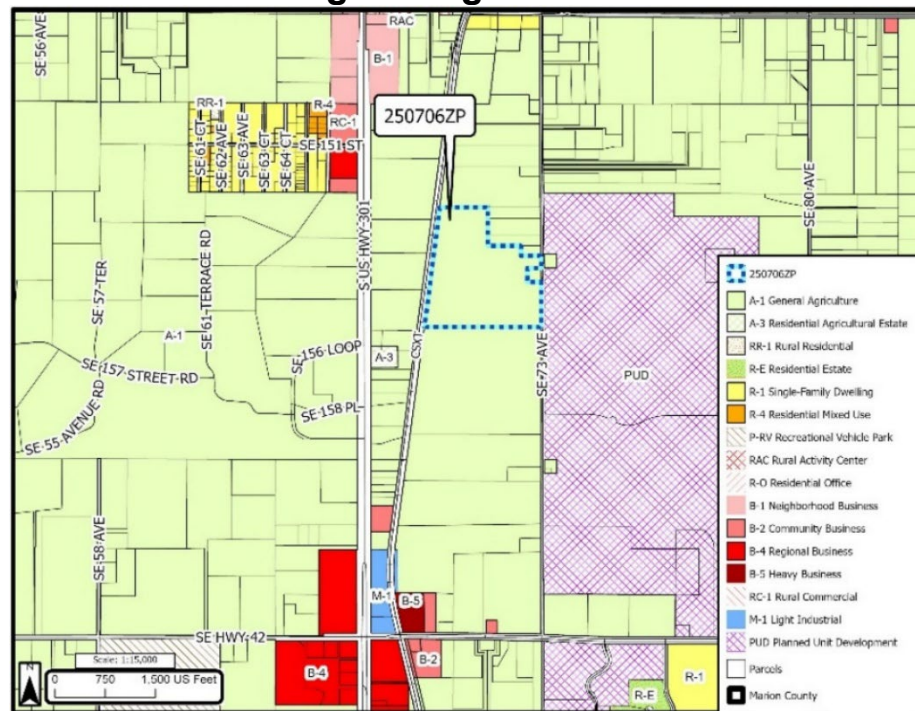 RAC
SE 56 AVE
B-1
250706ZP
RR-1
R-4
RC-1
SE 151 ST
SE 61 CT
SE 62 AVE
SE 63 AVE
SE 63 CT
SE 64 CT
SE 80 AVE
S US HWY 301
SE 57 TER
SE 61 TERRACE RD
A-1
SE 156 LOOP
CSXT
A-3
SE 73 AVE
PUD
SE 157 STREET RD
SE 158 PL
SE 55 AVENUE RD
SE 58 AVE
M-1
B-5
SE HWY 42
B-4
B-2
R-E
R-1
N
Scale: 1:15,000
0 750 1,500 US Feet
250706ZP
A-1 General Agriculture
A-3 Residential Agricultural Estate
RR-1 Rural Residential
R-E Residential Estate
R-1 Single-Family Dwelling
R-4 Residential Mixed Use
P-RV Recreational Vehicle Park
RAC Rural Activity Center
R-O Residential Office
B-1 Neighborhood Business
B-2 Community Business
B-4 Regional Business
B-5 Heavy Business
RC-1 Rural Commercial
M-1 Light Industrial
PUD Planned Unit Development
Parcels
Marion County